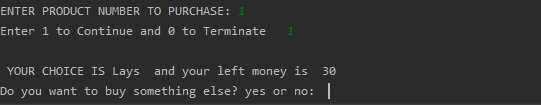 ENTER PRODUCT NUMBER TO PURCHASE: 1
Enter 1 to Continue and 0 to Terminate   1
YOUR CHOICE IS Lays  and your left money is  30
Do you want to buy something else? yes or no: